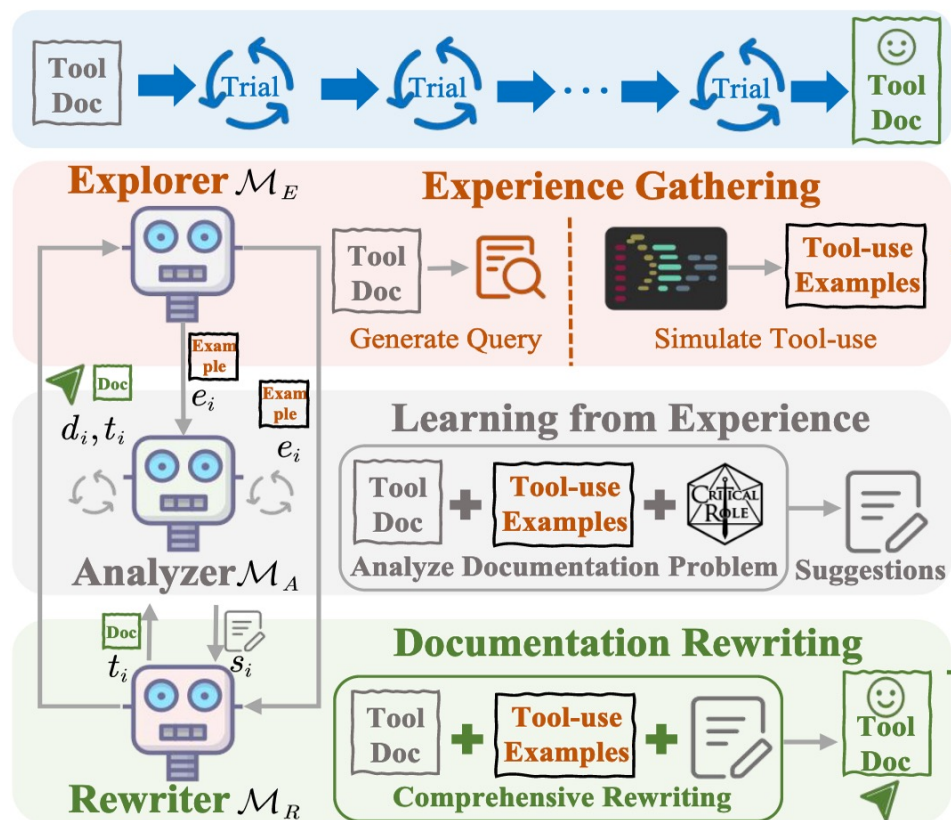 Tool
Doc
Trial
Trial
...
Trial
Tool
Doc
Explorer M_E
Experience Gathering
Tool
Doc
Tool-use
Examples
Generate Query
Simulate Tool-use
Exam
ple
e_i
Doc
d_i, t_i
Exam
ple
e_i
Learning from Experience
Tool
Doc
+
Tool-use
Examples
+
CRITICAL
ROLE
Analyze Documentation Problem
Suggestions
Analyzer M_A
Doc
t_i
s_i
Documentation Rewriting
Tool
Doc
+
Tool-use
Examples
+
Tool
Doc
Comprehensive Rewriting
Rewriter M_R